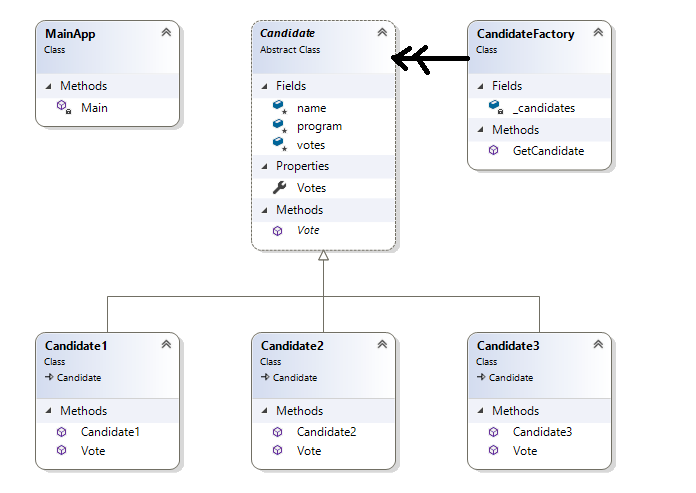 MainApp
Class
Methods
Main
Candidate
Abstract Class
Fields
name
program
votes
Properties
Votes
Methods
Vote
CandidateFactory
Class
Fields
_candidates
Methods
GetCandidate
Candidate1
Class
Candidate
Methods
Candidate1
Vote
Candidate2
Class
Candidate
Methods
Candidate2
Vote
Candidate3
Class
Candidate
Methods
Candidate3
Vote